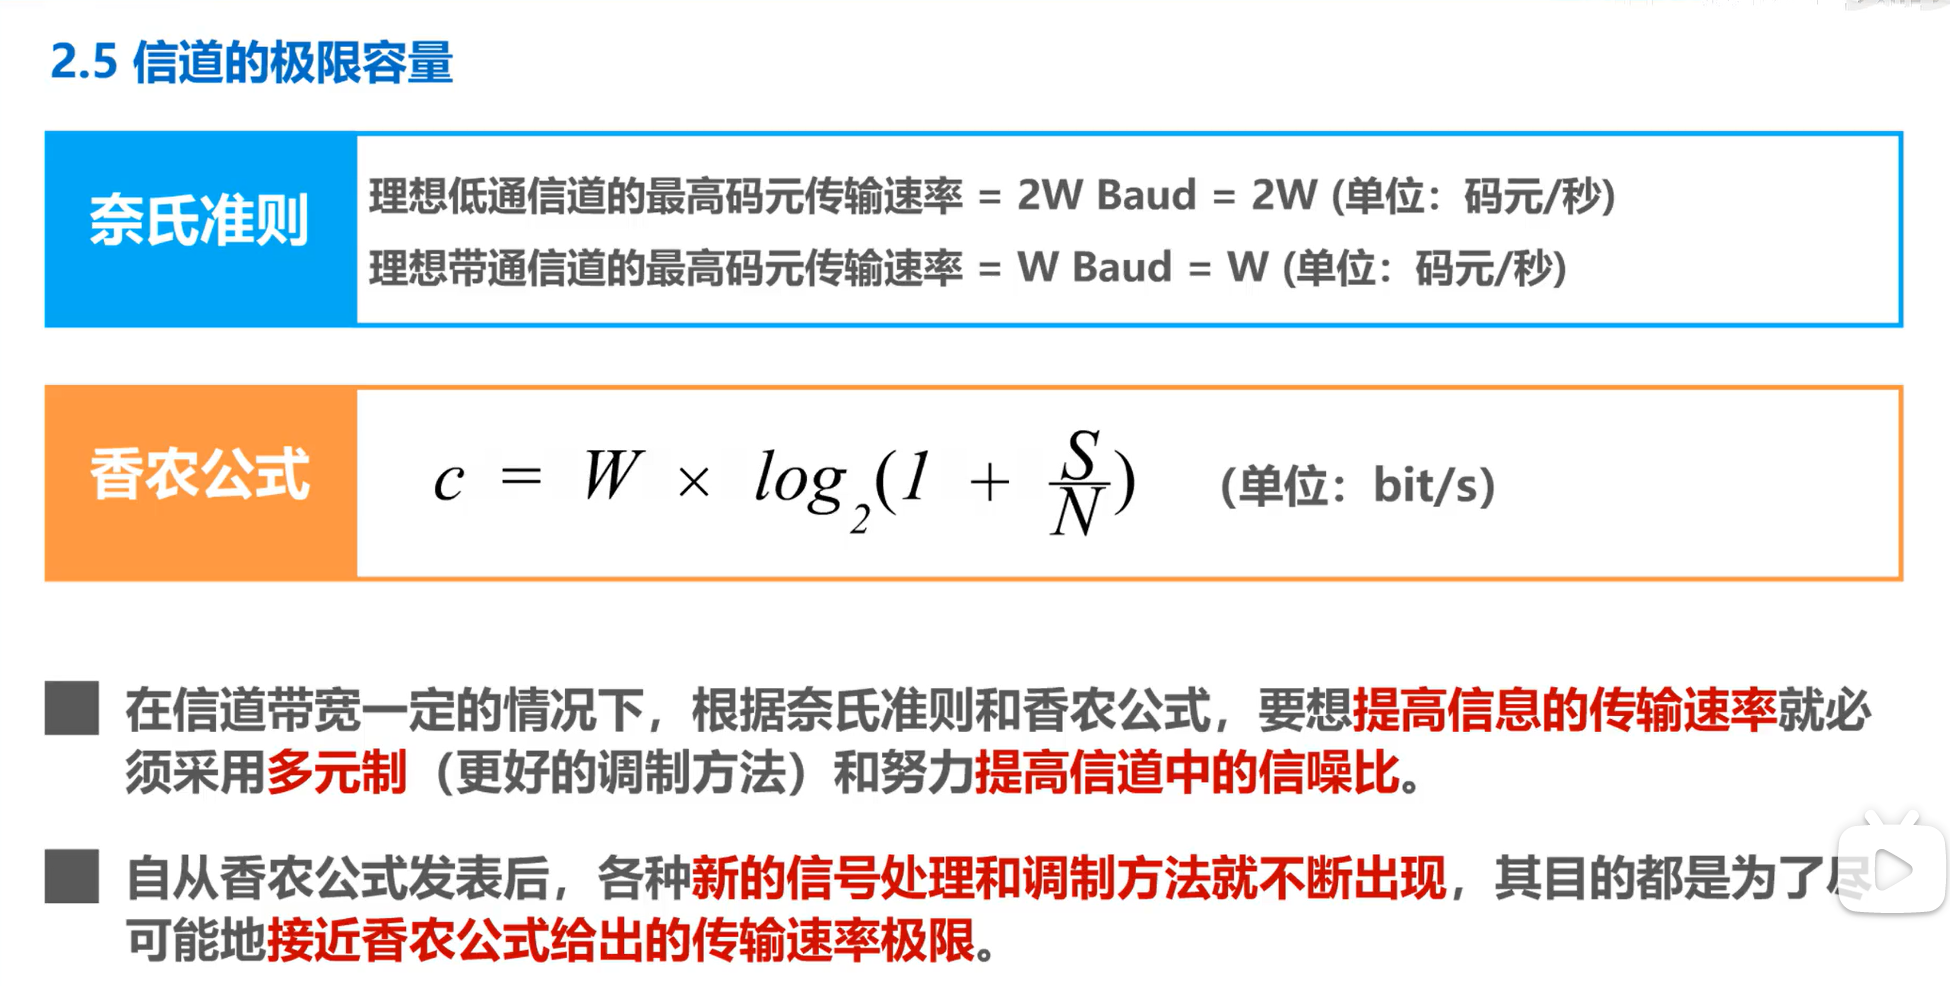 2.5 信道的极限容量
奈氏准则
理想低通信道的最高码元传输速率 = 2W Baud = 2W (单位：码元/秒)
理想带通信道的最高码元传输速率 = W Baud = W (单位：码元/秒)
香农公式
c = W × log₂(1 + S/N) (单位：bit/s)
在信道带宽一定的情况下，根据奈氏准则和香农公式，要想提高信息的传输速率就必
须采用多元制（更好的调制方法）和努力提高信道中的信噪比。
自从香农公式发表后，各种新的信号处理和调制方法就不断出现，其目的都是为了尽
可能地接近香农公式给出的传输速率极限。